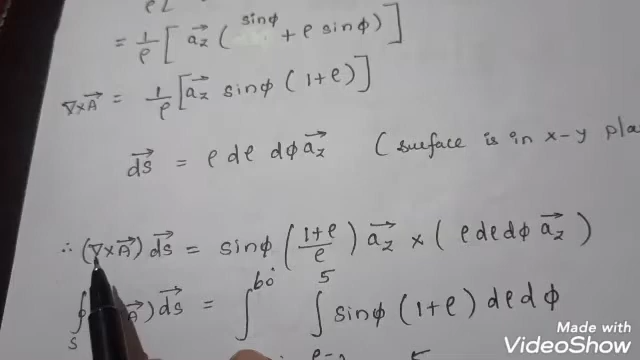 ρL
= 1/ρ [ a⃗z ( sinφ + ρ sinφ ) ]
∇×A⃗ = 1/ρ [ a⃗z sinφ ( 1+ρ ) ]
d⃗s = ρ dρ dφ a⃗z ( surface is in x-y pla
∴ (∇×A⃗) d⃗s = sinφ ( 1+ρ / ρ ) a⃗z × ( ρ dρ dφ a⃗z )
∮ S A⃗ ) d⃗s = ∫ 60° ∫ 5 sinφ (1+ρ) dρ dφ
Made with
VideoShow